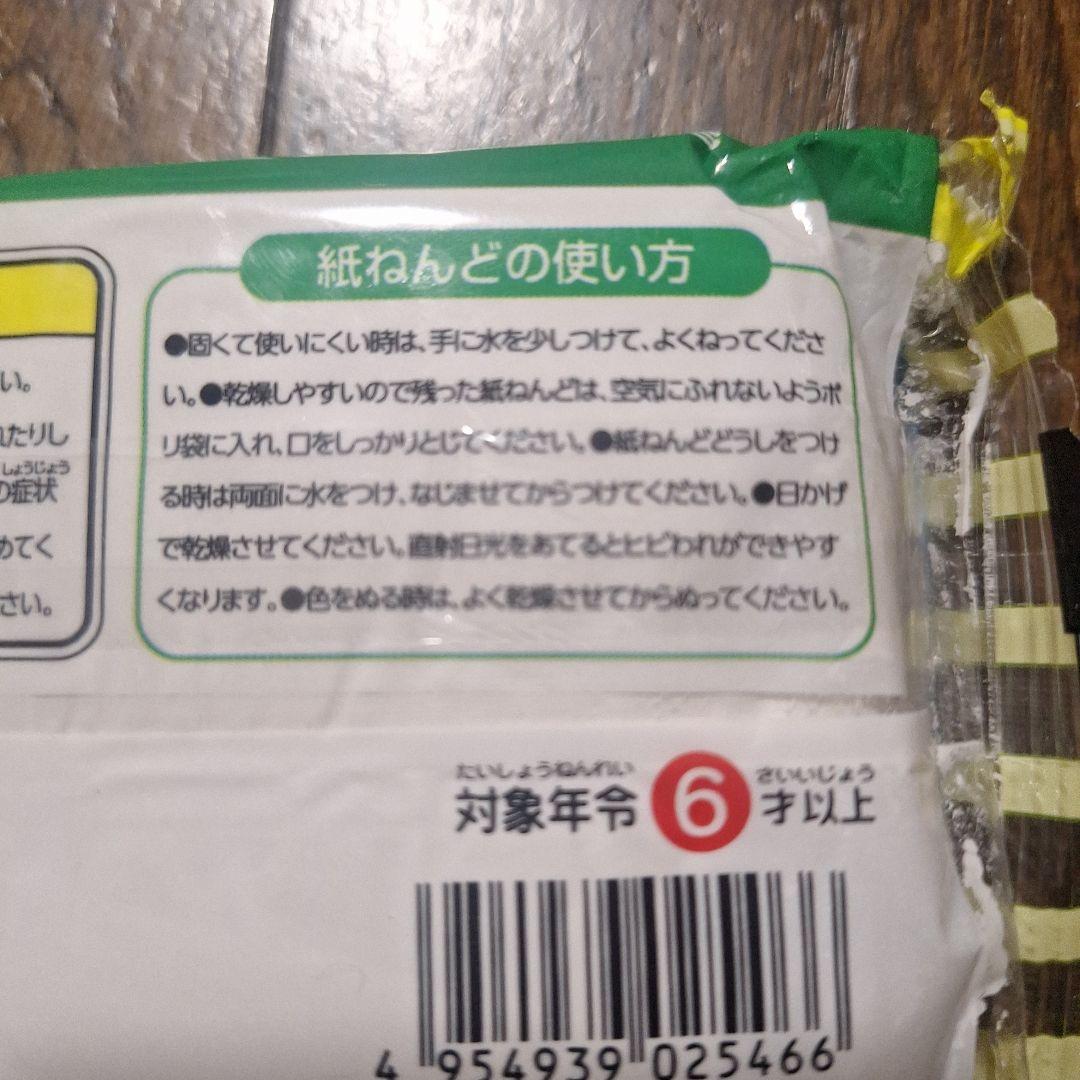 紙ねんどの使い方
●固くて使いにくい時は、手に水を少しつけて、よくねってくださ
い。●乾燥しやすいので残った紙ねんどは、空気にふれないようポ
リ袋に入れ、口をしっかりとじてください。●紙ねんどどうしをつけ
る時は両面に水をつけ、なじませてからつけてください。●日かげ
で乾燥させてください。直射日光をあてるとヒビわれができやす
くなります。●色をぬる時は、よく乾燥させてからぬってください。
い。
れたりし
しょうじょう
の症状
めてく
さい。
たいしょうねんれい さいいじょう
対象年令 6 才以上
4 954939 025466